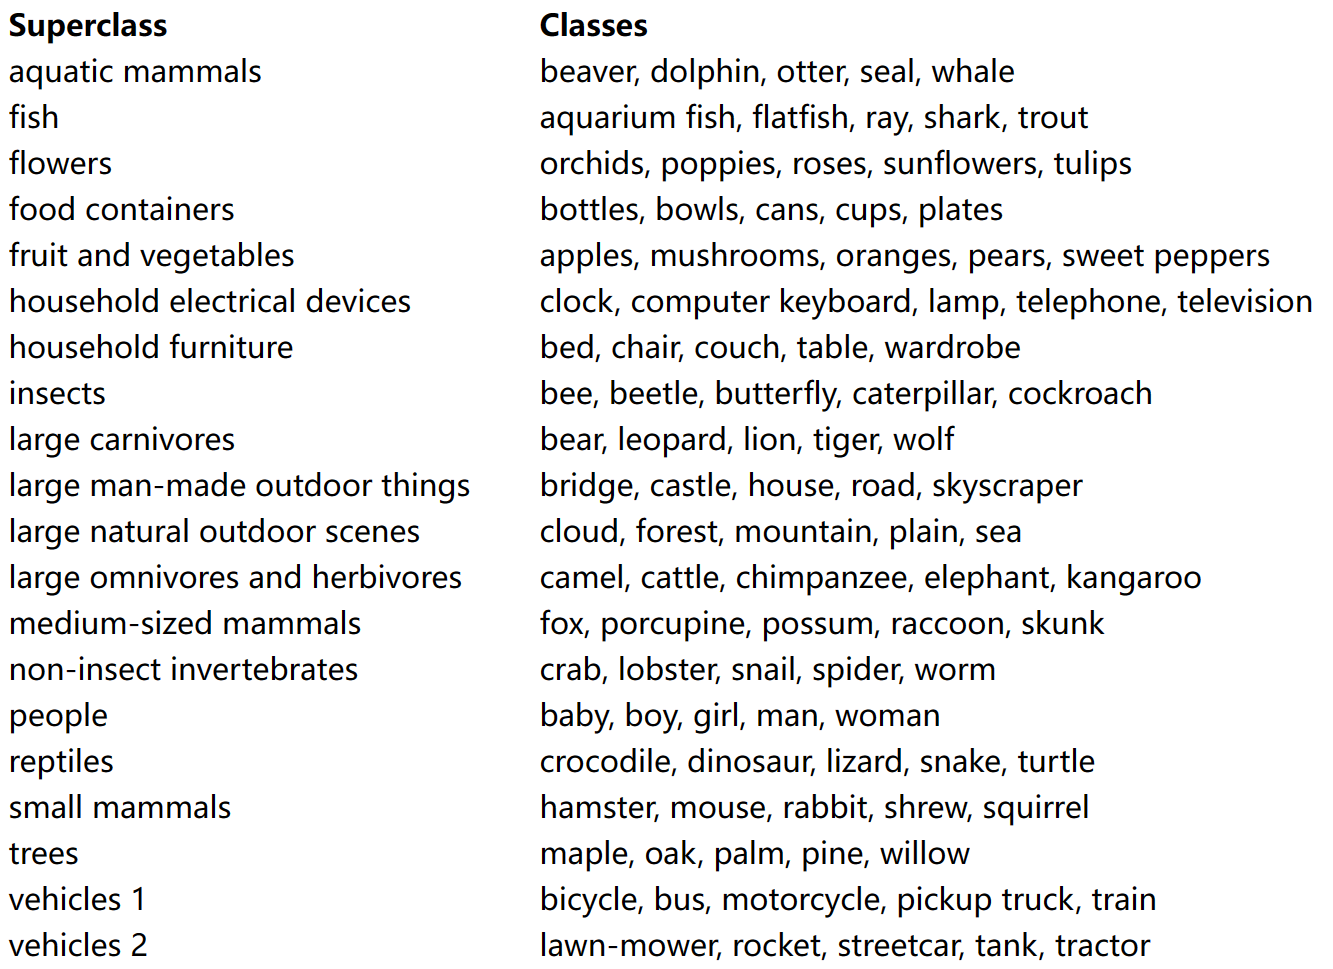 Superclass Classes
aquatic mammals beaver, dolphin, otter, seal, whale
fish aquarium fish, flatfish, ray, shark, trout
flowers orchids, poppies, roses, sunflowers, tulips
food containers bottles, bowls, cans, cups, plates
fruit and vegetables apples, mushrooms, oranges, pears, sweet peppers
household electrical devices clock, computer keyboard, lamp, telephone, television
household furniture bed, chair, couch, table, wardrobe
insects bee, beetle, butterfly, caterpillar, cockroach
large carnivores bear, leopard, lion, tiger, wolf
large man-made outdoor things bridge, castle, house, road, skyscraper
large natural outdoor scenes cloud, forest, mountain, plain, sea
large omnivores and herbivores camel, cattle, chimpanzee, elephant, kangaroo
medium-sized mammals fox, porcupine, possum, raccoon, skunk
non-insect invertebrates crab, lobster, snail, spider, worm
people baby, boy, girl, man, woman
reptiles crocodile, dinosaur, lizard, snake, turtle
small mammals hamster, mouse, rabbit, shrew, squirrel
trees maple, oak, palm, pine, willow
vehicles 1 bicycle, bus, motorcycle, pickup truck, train
vehicles 2 lawn-mower, rocket, streetcar, tank, tractor